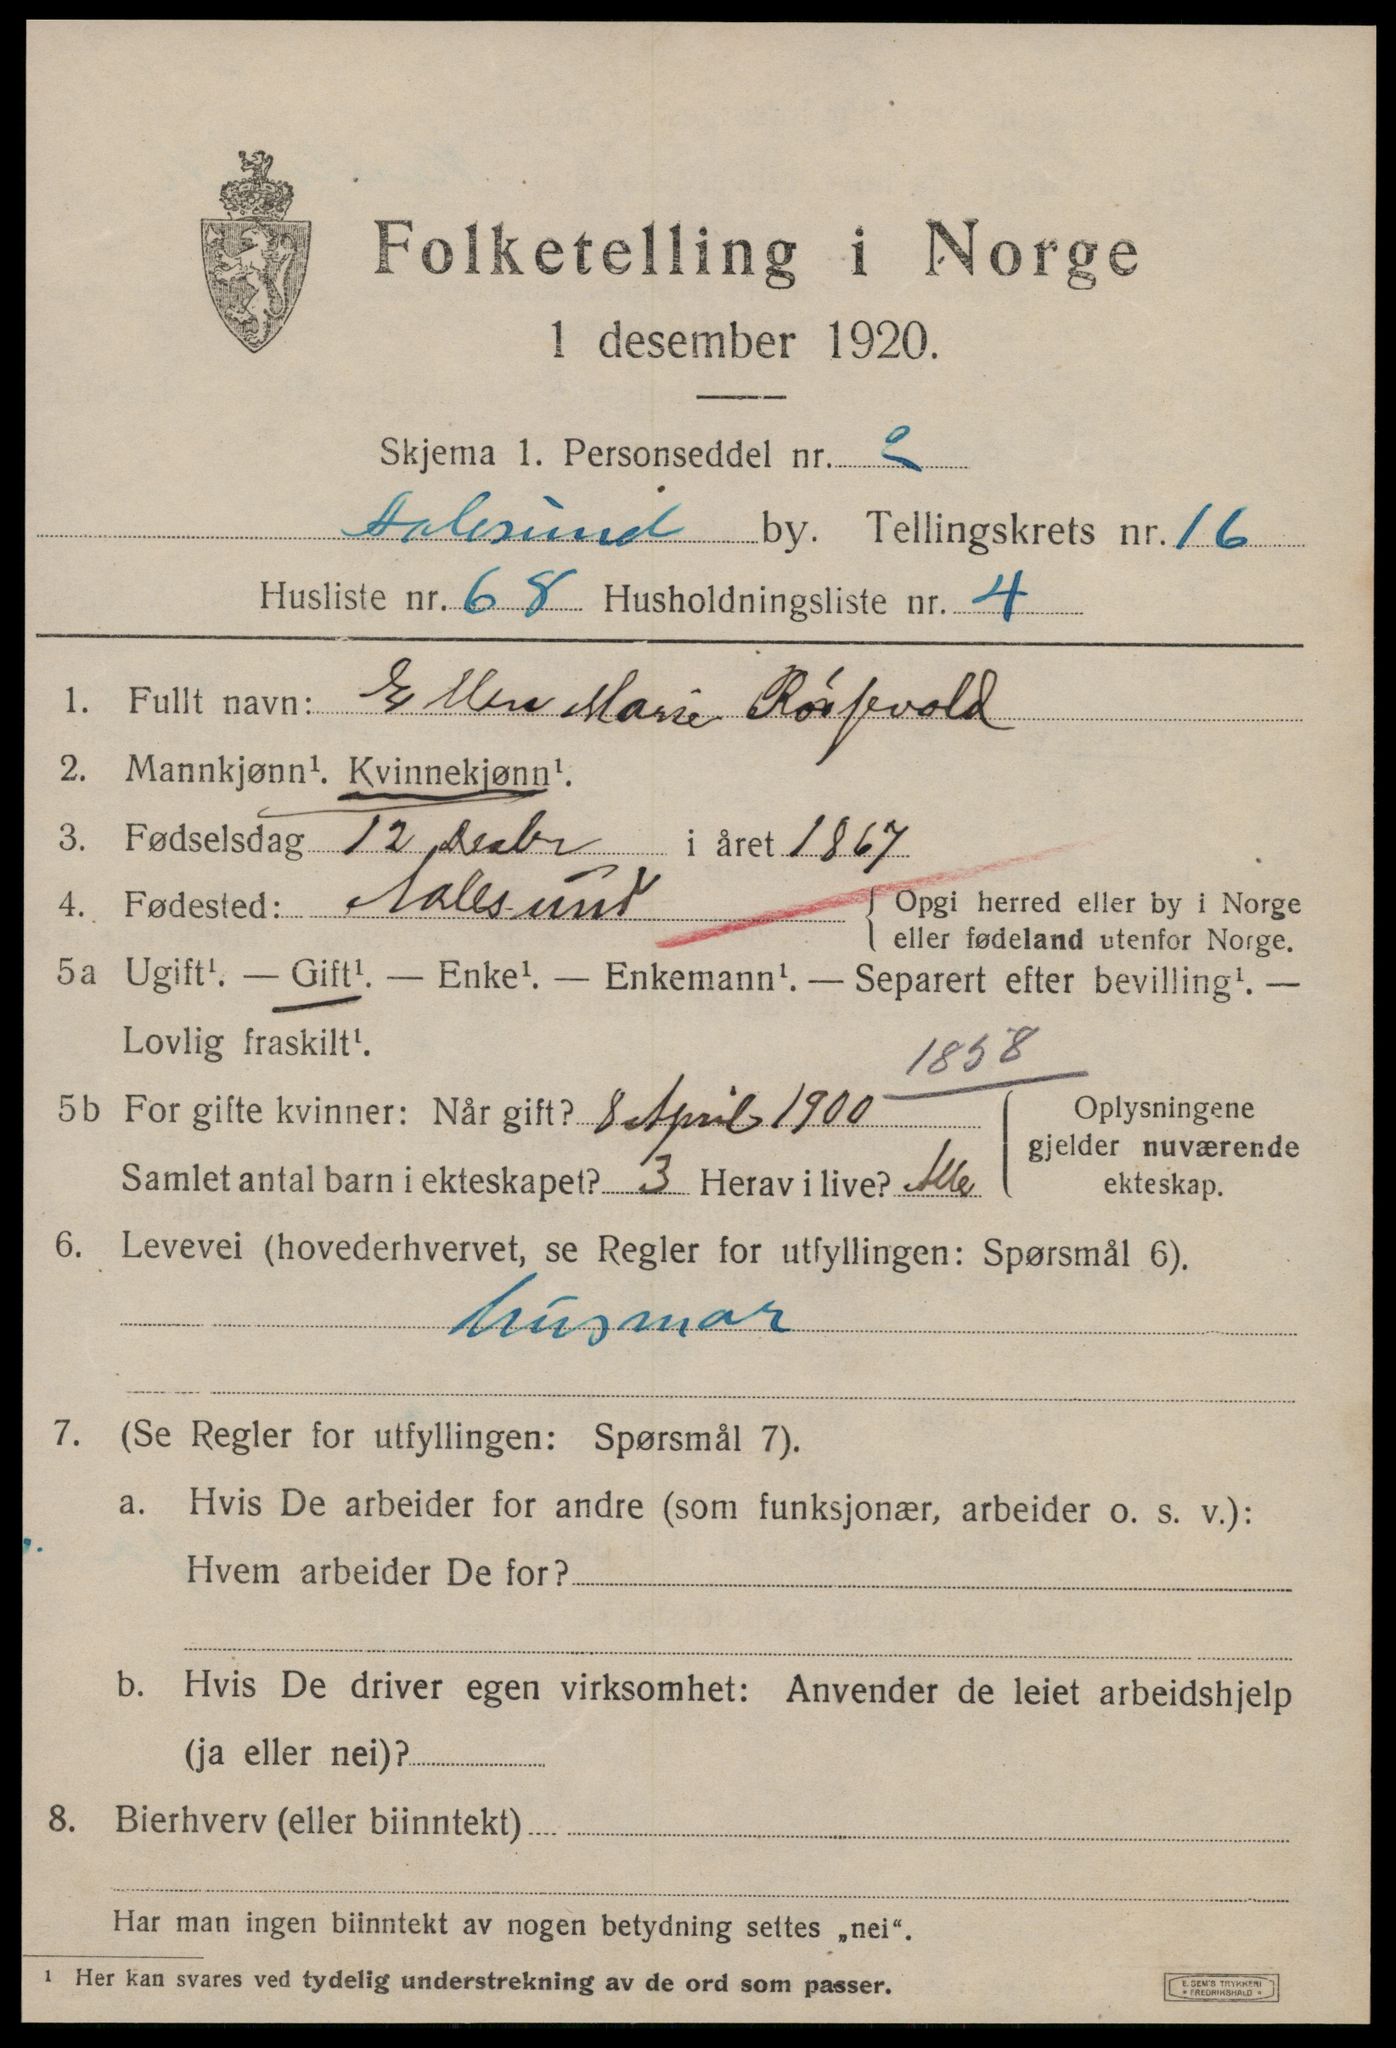 Folketelling i Norge
1 desember 1920.
Skjema 1. Personseddel nr. 2
Aalesund by. Tellingskrets nr. 16
Husliste nr. 68 Husholdningsliste nr. 4
1. Fullt navn: Ellen Marie
2. Mannkjønn¹. Kvinnekjønn¹.
3. Fødselsdag 12 Desbr i året 1867
4. Fødested: Aalesund { Opgi herred eller by i Norge
eller fødeland utenfor Norge.
5a Ugift¹. — Gift¹. — Enke¹. — Enkemann¹. — Separert efter bevilling¹. —
Lovlig fraskilt¹.
1858
5b For gifte kvinner: Når gift? 8 April 1900 { Oplysningene
gjelder nuværende
Samlet antal barn i ekteskapet? 3 Herav i live? Alle ekteskap.
6. Levevei (hovederhvervet, se Regler for utfyllingen: Spørsmål 6).
husmor
7. (Se Regler for utfyllingen: Spørsmål 7).
a. Hvis De arbeider for andre (som funksjonær, arbeider o. s. v.):
Hvem arbeider De for?
b. Hvis De driver egen virksomhet: Anvender de leiet arbeidshjelp
(ja eller nei)?
8. Bierhverv (eller biinntekt)
Har man ingen biinntekt av nogen betydning settes „nei“.
¹ Her kan svares ved tydelig understrekning av de ord som passer.
E. SEM'S TRYKKERI
* FREDRIKSHALD *